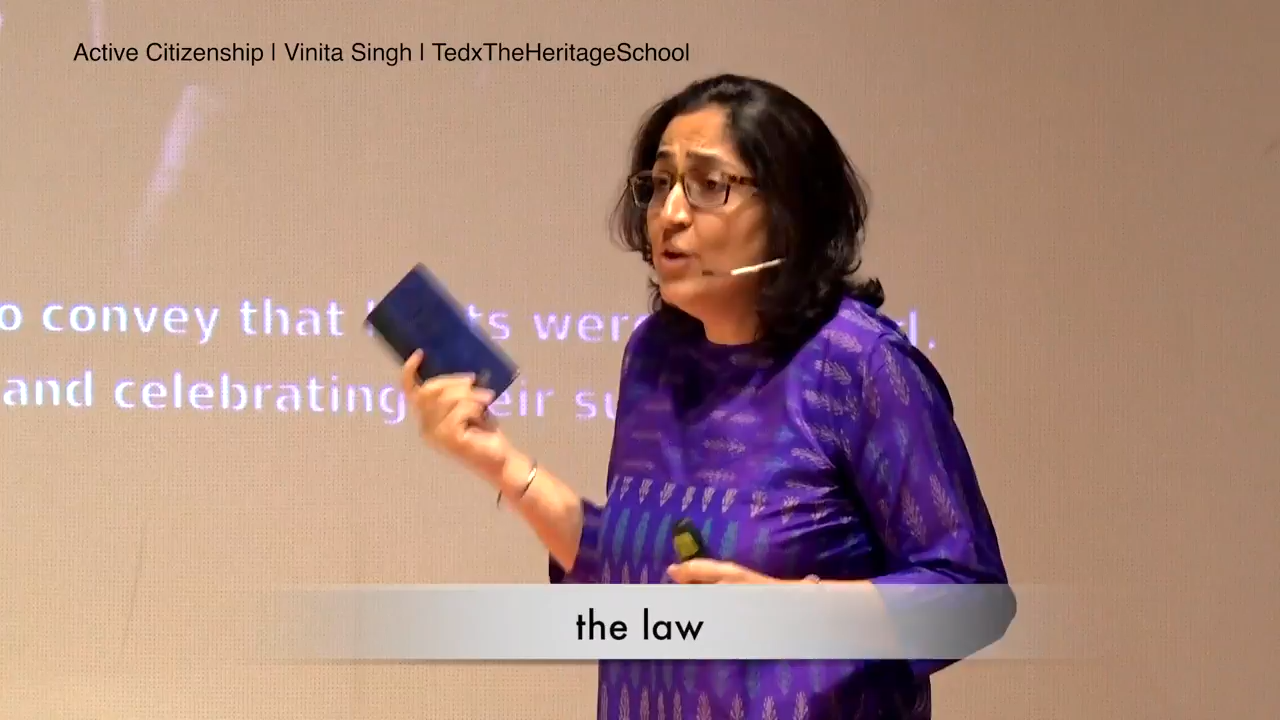 Active Citizenship | Vinita Singh | TedxTheHeritageSchool
o convey that
and celebrating
the law